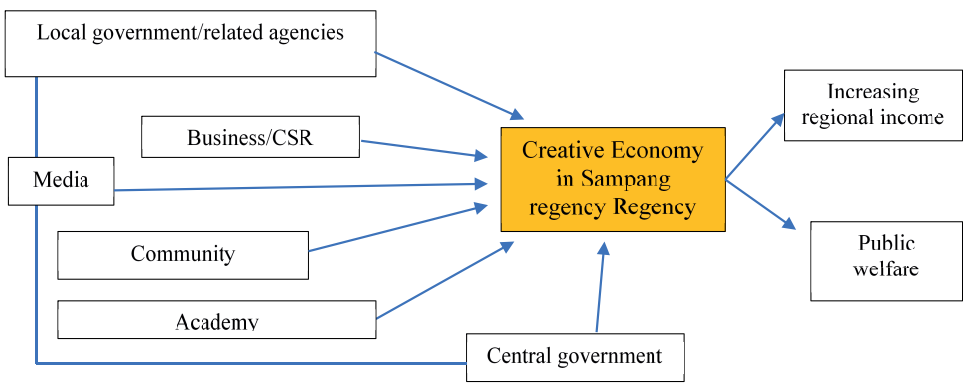 Local government/related agencies
Business/CSR
Media
Community
Academy
Central government
Creative Economy
in Sampang
regency Regency
Increasing
regional income
Public
welfare